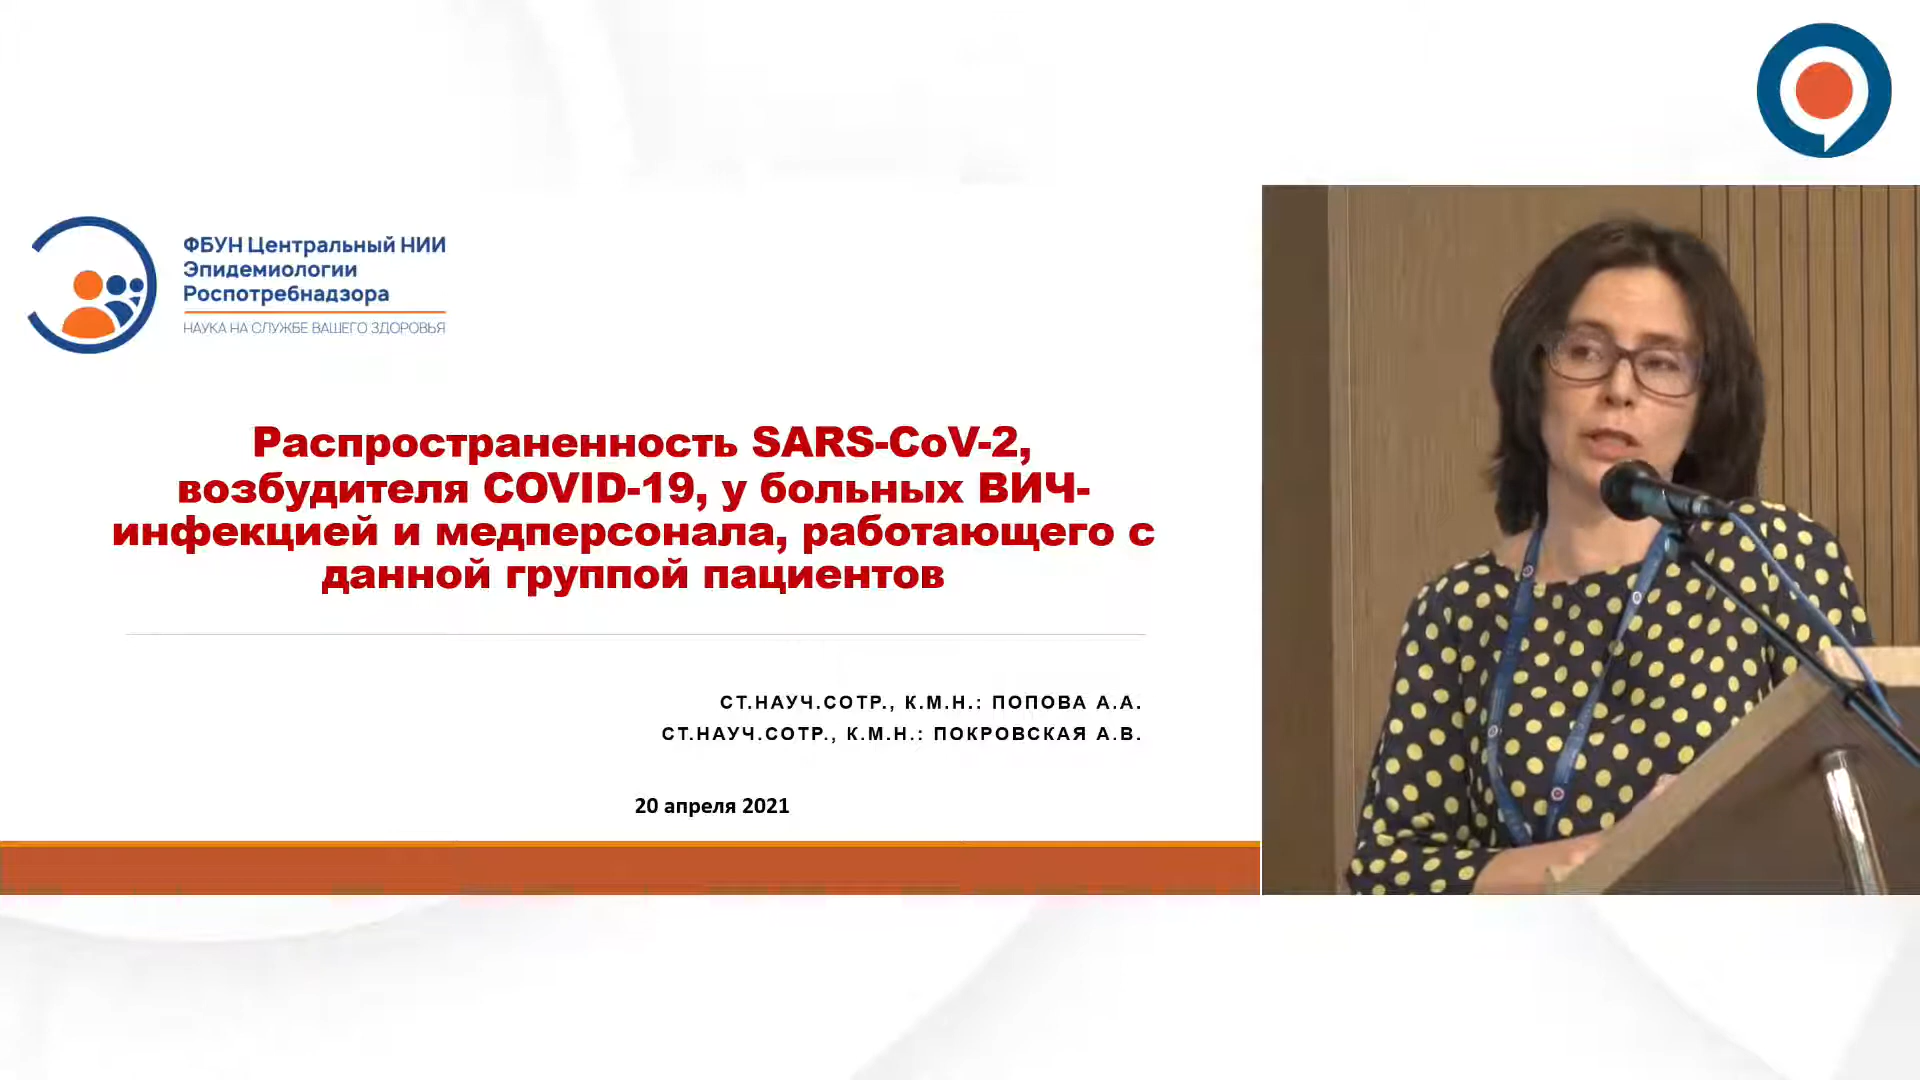 ФБУН Центральный НИИ
Эпидемиологии
Роспотребнадзора
НАУКА НА СЛУЖБЕ ВАШЕГО ЗДОРОВЬЯ
Распространенность SARS-CoV-2,
возбудителя COVID-19, у больных ВИЧ-
инфекцией и медперсонала, работающего с
данной группой пациентов
СТ.НАУЧ.СОТР., К.М.Н.: ПОПОВА А.А.
СТ.НАУЧ.СОТР., К.М.Н.: ПОКРОВСКАЯ А.В.
20 апреля 2021